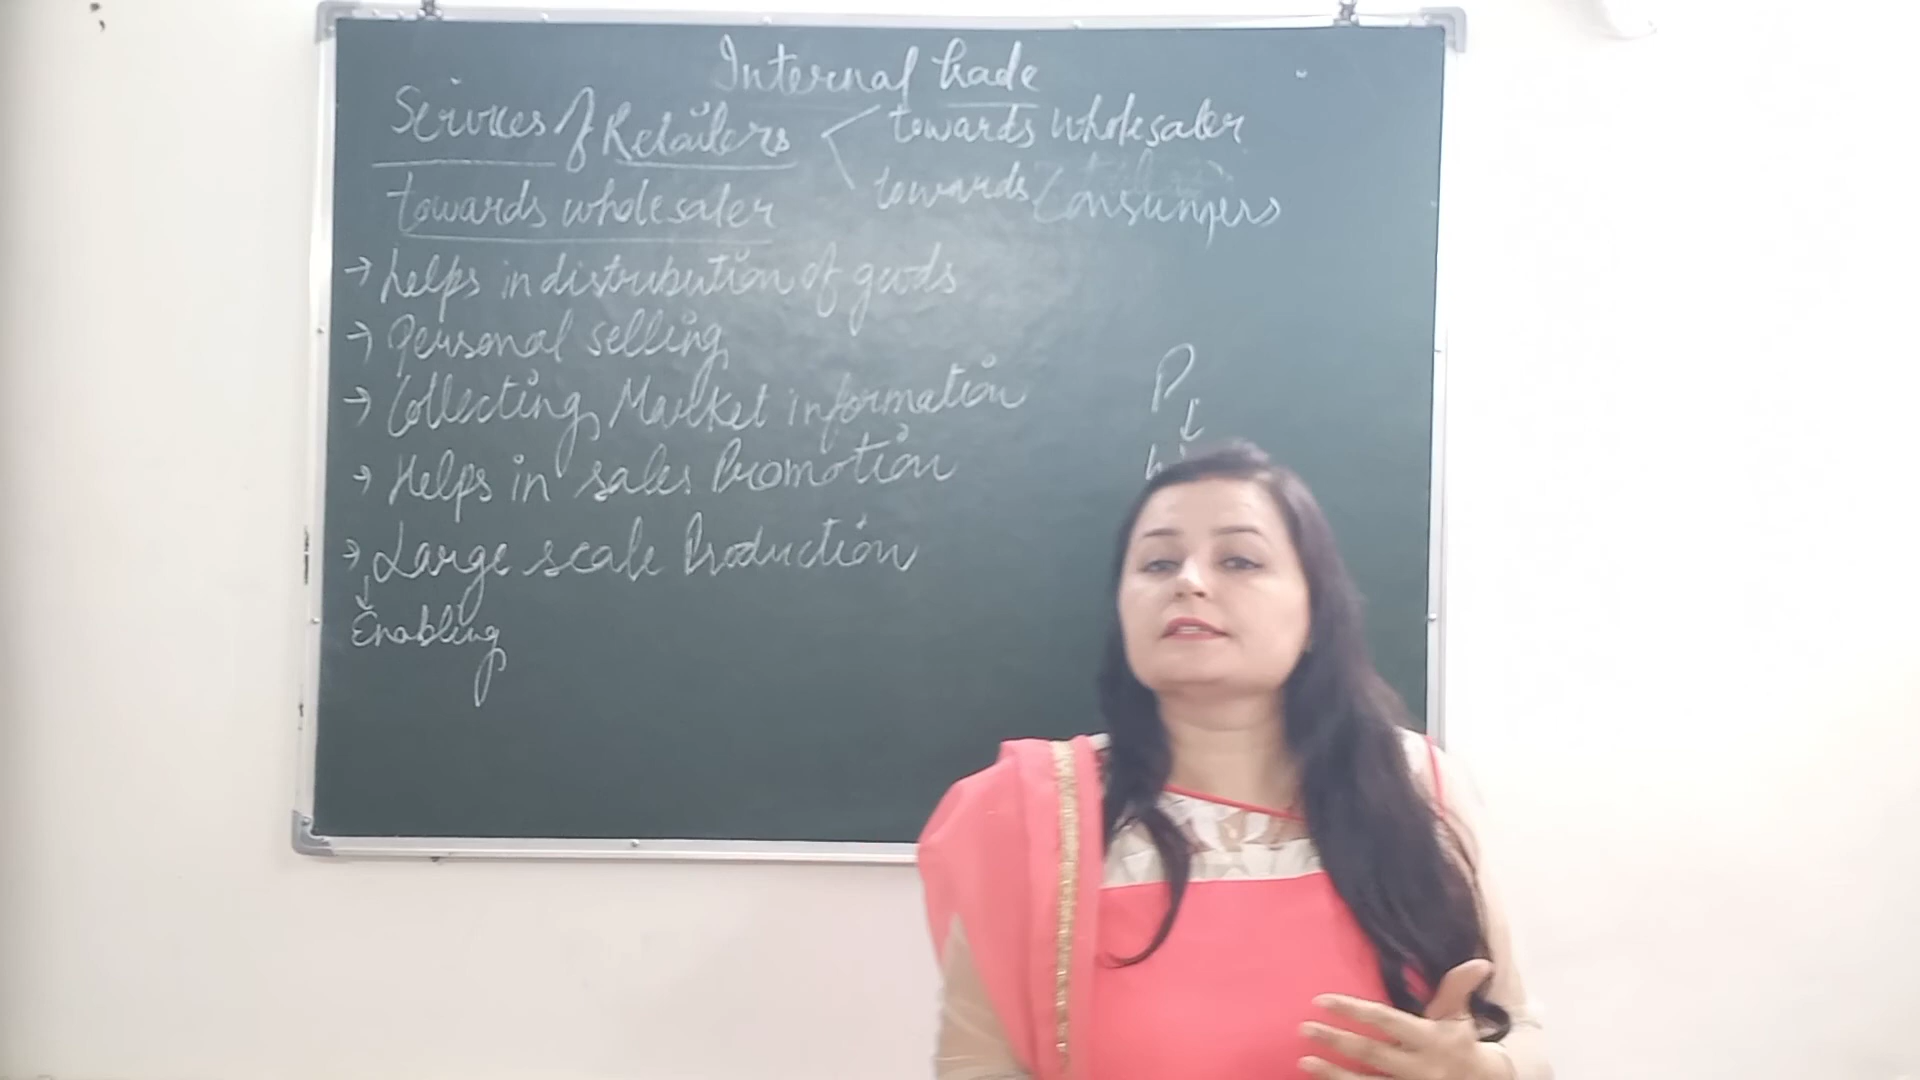 Internal trade
Services of Retailers
towards wholesaler
towards Consumers
towards wholesaler
→ helps in distribution of goods
→ Personal selling
→ Collecting Market information
→ Helps in sales Promotion
→ Large scale Production
↓
Enabling
P
↓